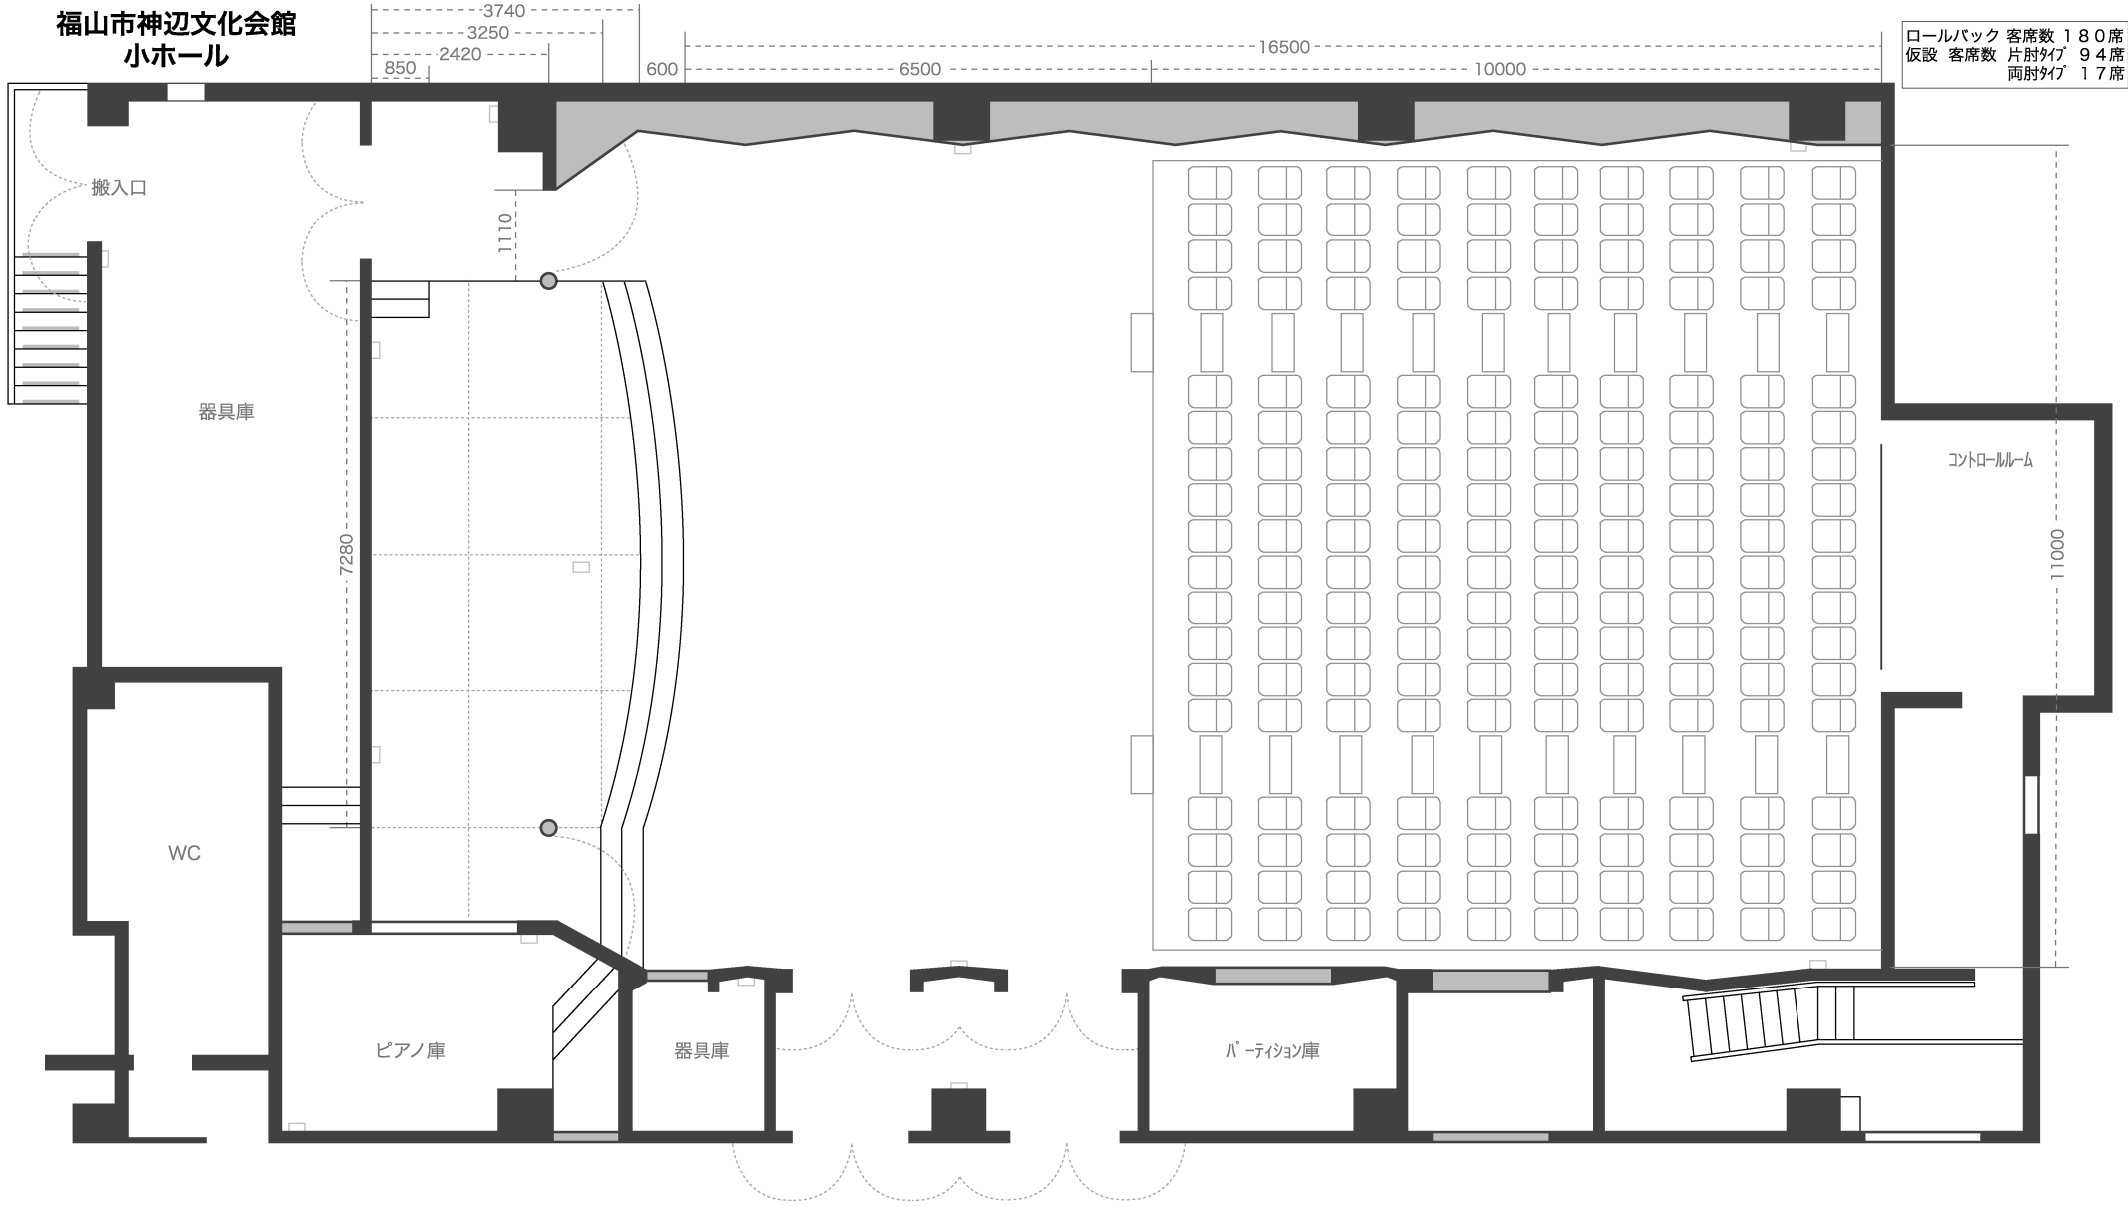 福山市神辺文化会館
小ホール
3740
3250
2420
850
600
16500
6500
10000
ロールバック 客席数 180席
仮設 客席数 片肘ﾀｲﾌﾟ 94席
両肘ﾀｲﾌﾟ 17席
搬入口
1110
器具庫
7280
コントロールルーム
11000
WC
ピアノ庫
器具庫
ﾊﾟｰﾃｨｼｮﾝ庫